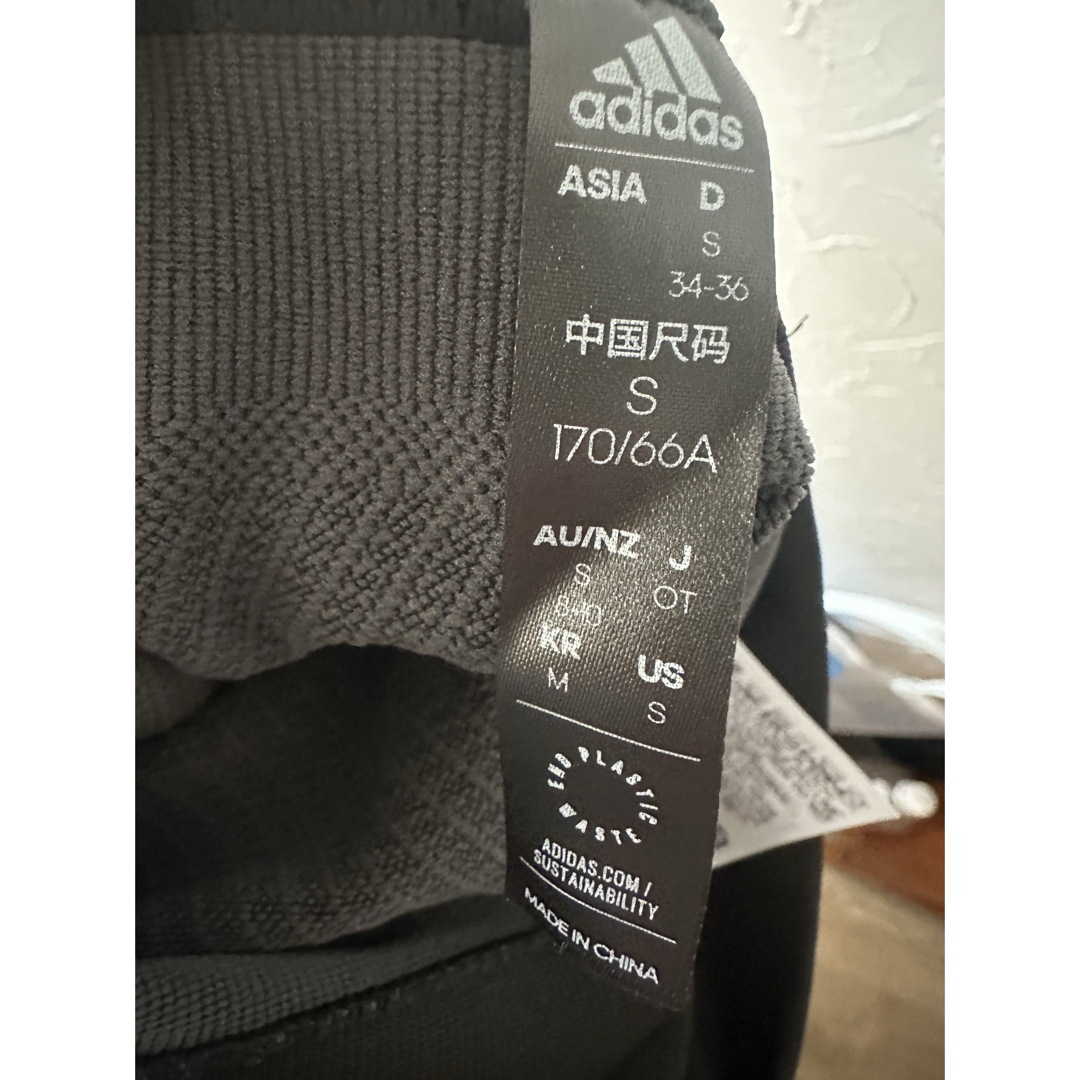 adidas
ASIA D
S
34-36
中国尺码
S
170/66A
AU/NZ J
S OT
8-10
KR US
M S
END PLASTIC WASTE
ADIDAS.COM /
SUSTAINABILITY
MADE IN CHINA